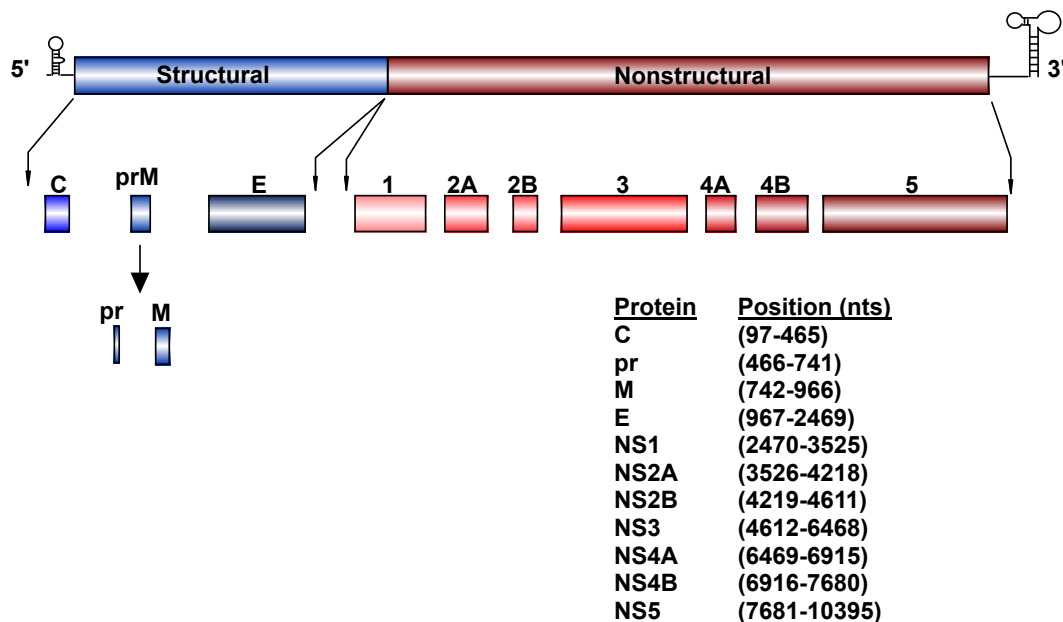 5' Structural Nonstructural 3'
C prM E 1 2A 2B 3 4A 4B 5
pr M
Protein Position (nts)
C (97-465)
pr (466-741)
M (742-966)
E (967-2469)
NS1 (2470-3525)
NS2A (3526-4218)
NS2B (4219-4611)
NS3 (4612-6468)
NS4A (6469-6915)
NS4B (6916-7680)
NS5 (7681-10395)